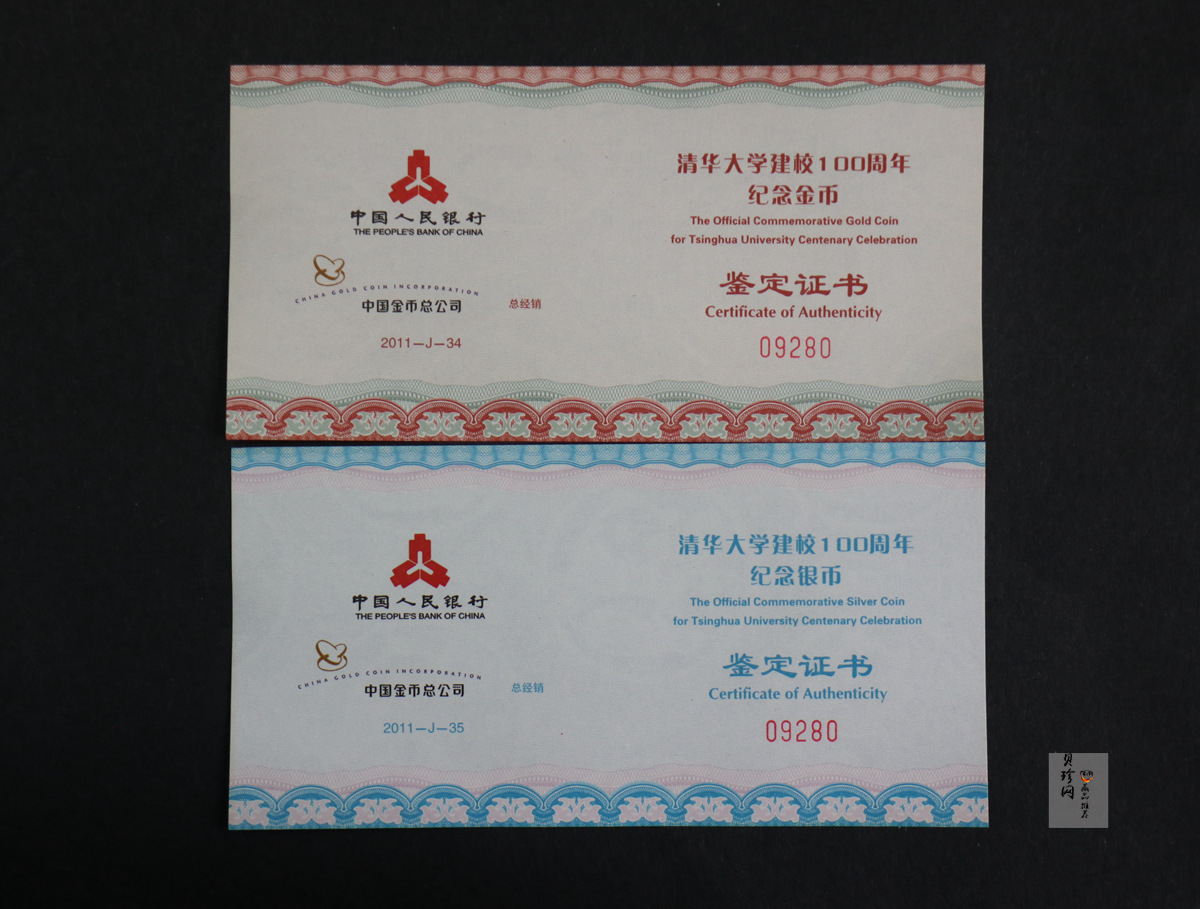 中国人民银行
THE PEOPLE'S BANK OF CHINA
CHINA GOLD COIN INCORPORATION
中国金币总公司
总经销
2011—J—34
清华大学建校100周年
纪念金币
The Official Commemorative Gold Coin
for Tsinghua University Centenary Celebration
鉴定证书
Certificate of Authenticity
09280
中国人民银行
THE PEOPLE'S BANK OF CHINA
CHINA GOLD COIN INCORPORATION
中国金币总公司
总经销
2011—J—35
清华大学建校100周年
纪念银币
The Official Commemorative Silver Coin
for Tsinghua University Centenary Celebration
鉴定证书
Certificate of Authenticity
09280
贝珍网